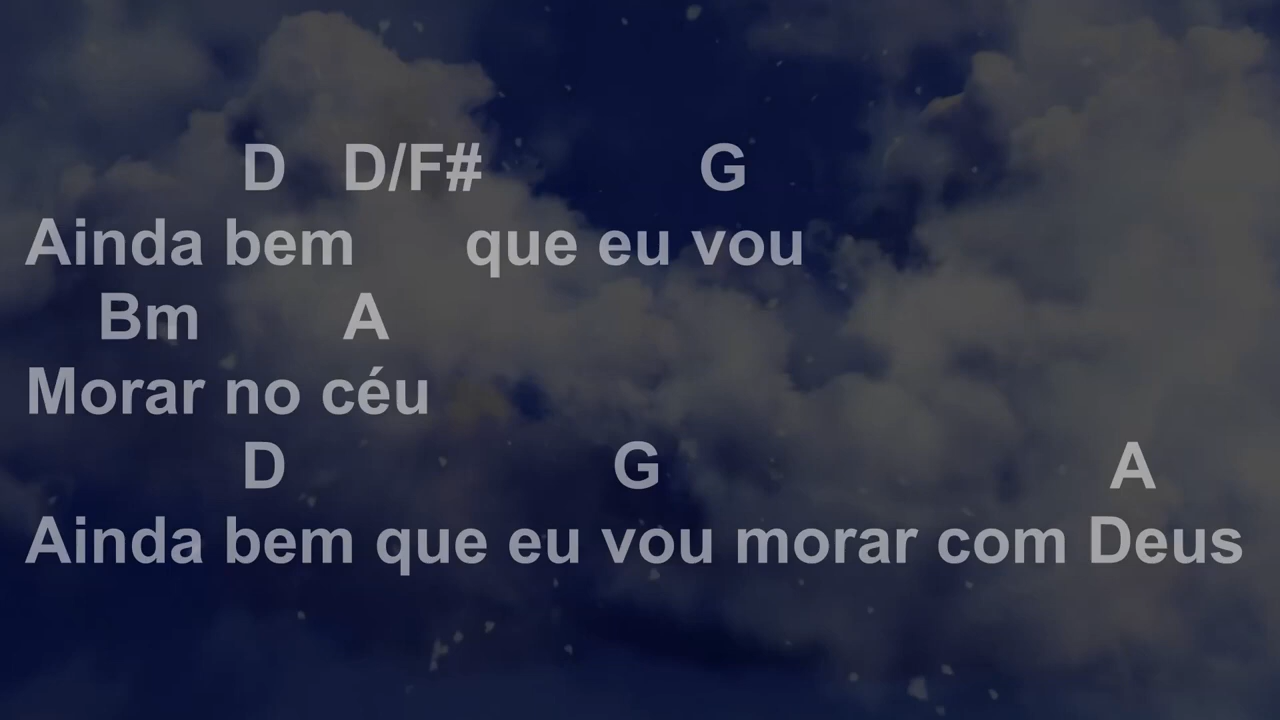 D D/F# G
Ainda bem que eu vou
Bm A
Morar no céu
D G A
Ainda bem que eu vou morar com Deus